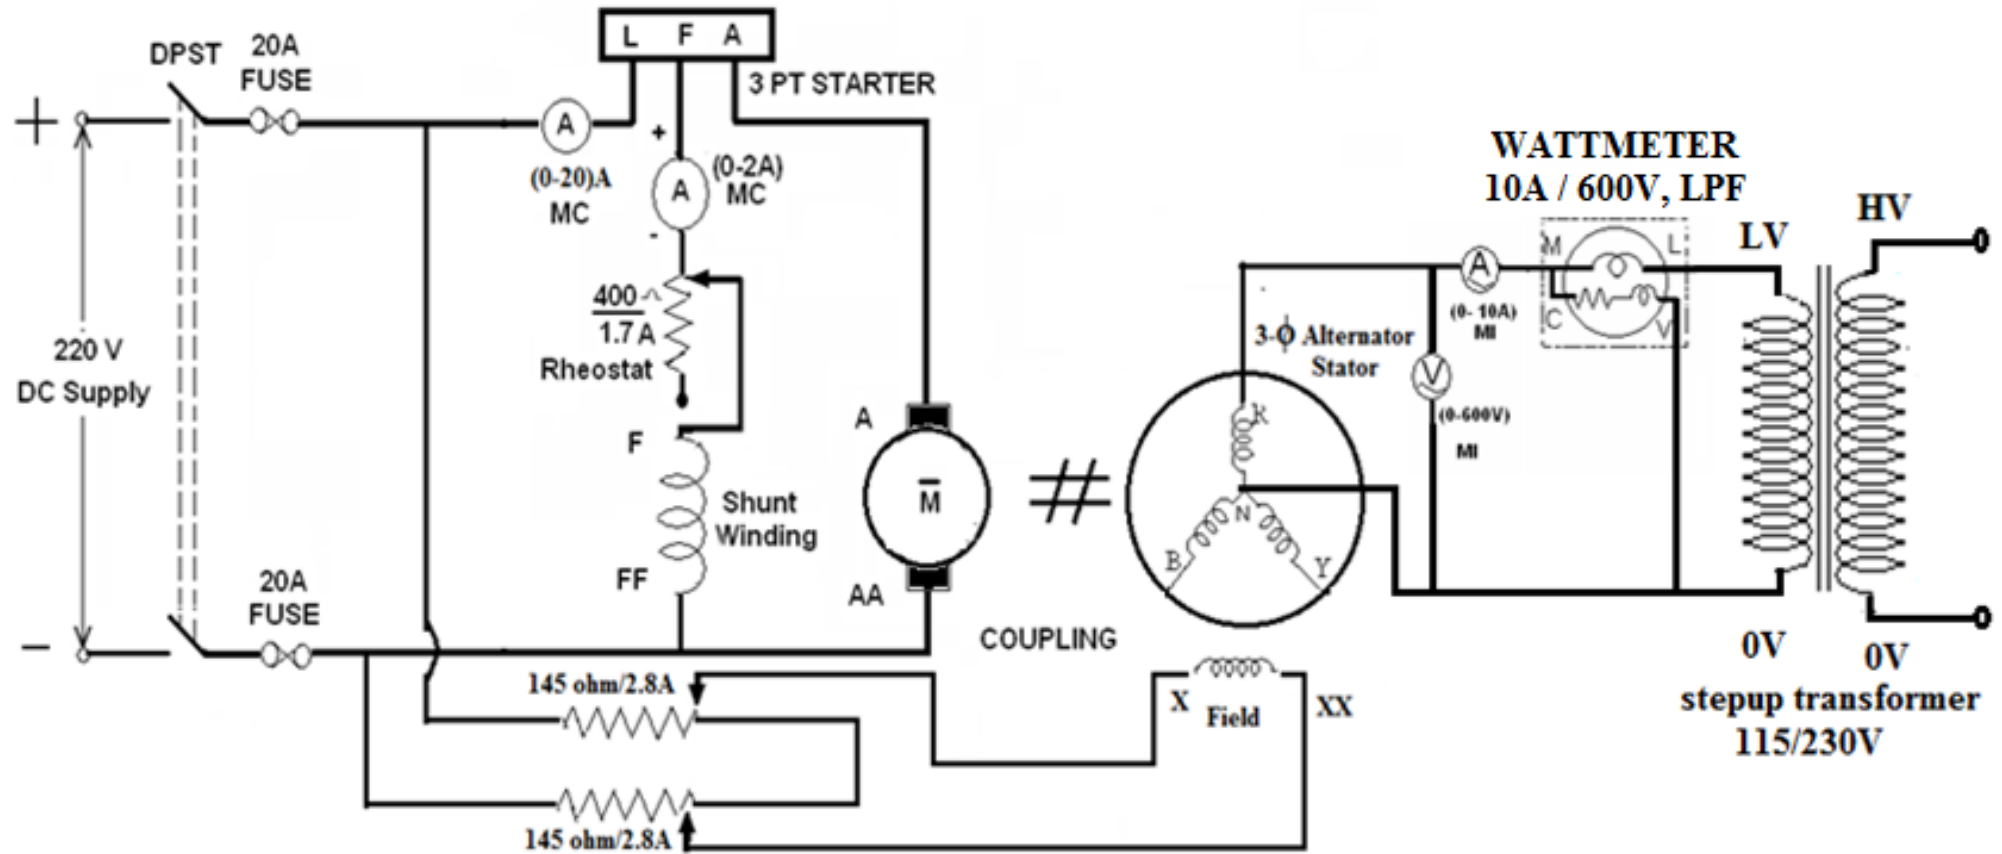 L F A
DPST
20A
FUSE
3 PT STARTER
+
A
(0-20)A
MC
+
A
(0-2A)
MC
-
400
1.7 A
Rheostat
220 V
DC Supply
F
Shunt
Winding
FF
A
M
AA
20A
FUSE
-
COUPLING
145 ohm/2.8A
145 ohm/2.8A
WATTMETER
10A / 600V, LPF
M L
C V
A
(0- 10A)
MI
V
(0-600V)
MI
3-ϕ Alternator
Stator
R
N
B Y
X
Field
XX
LV
HV
0V
0V
stepup transformer
115/230V